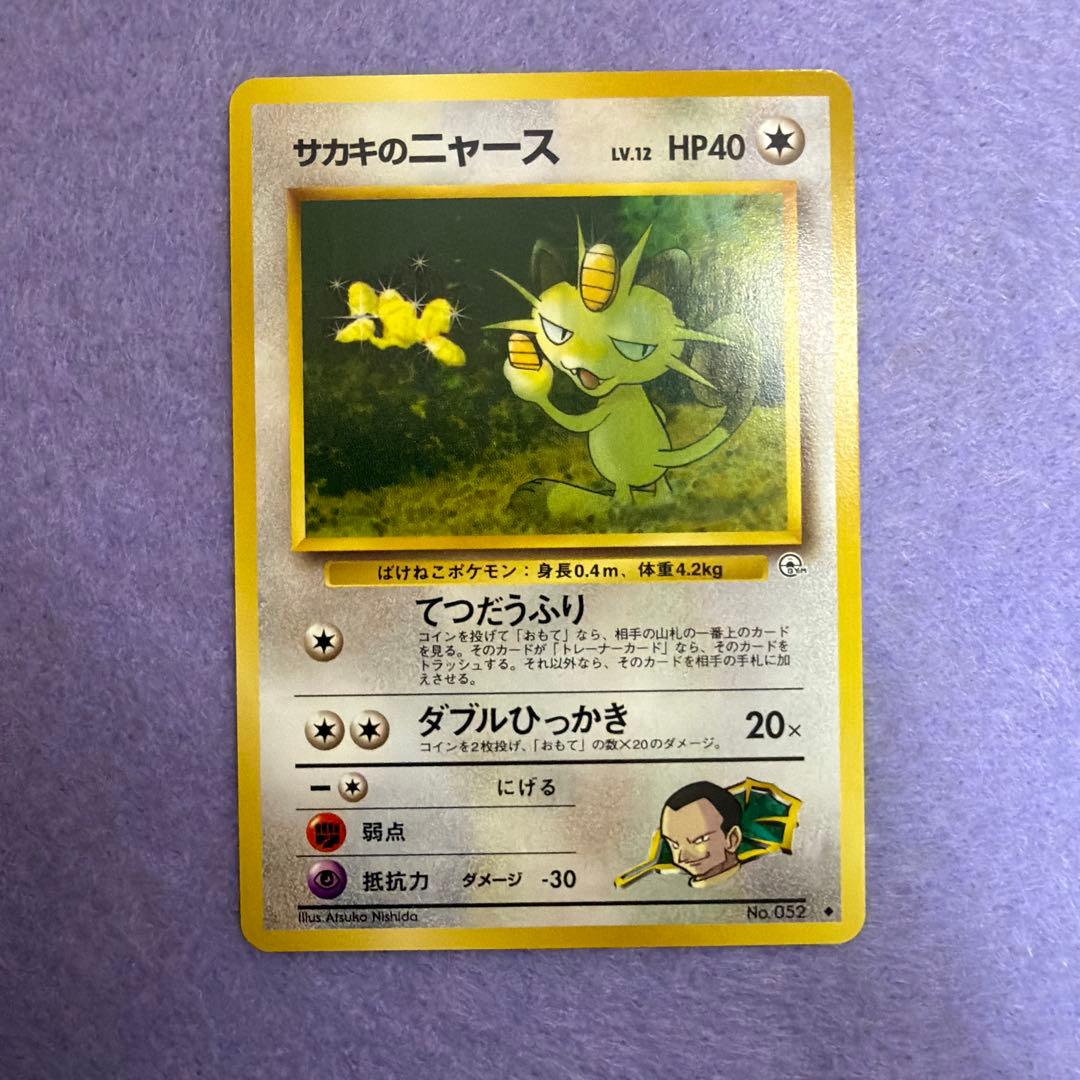 サカキのニャース LV.12 HP40
ばけねこポケモン：身長0.4m、体重4.2kg
GYM
てつだうふり
コインを投げて「おもて」なら、相手の山札の一番上のカード
を見る。そのカードが「トレーナーカード」なら、そのカードを
トラッシュする。それ以外なら、そのカードを相手の手札に加
えさせる。
ダブルひっかき 20×
コインを2枚投げ、「おもて」の数×20のダメージ。
ー にげる
弱点
抵抗力 ダメージ -30
Illus. Atsuko Nishida No. 052